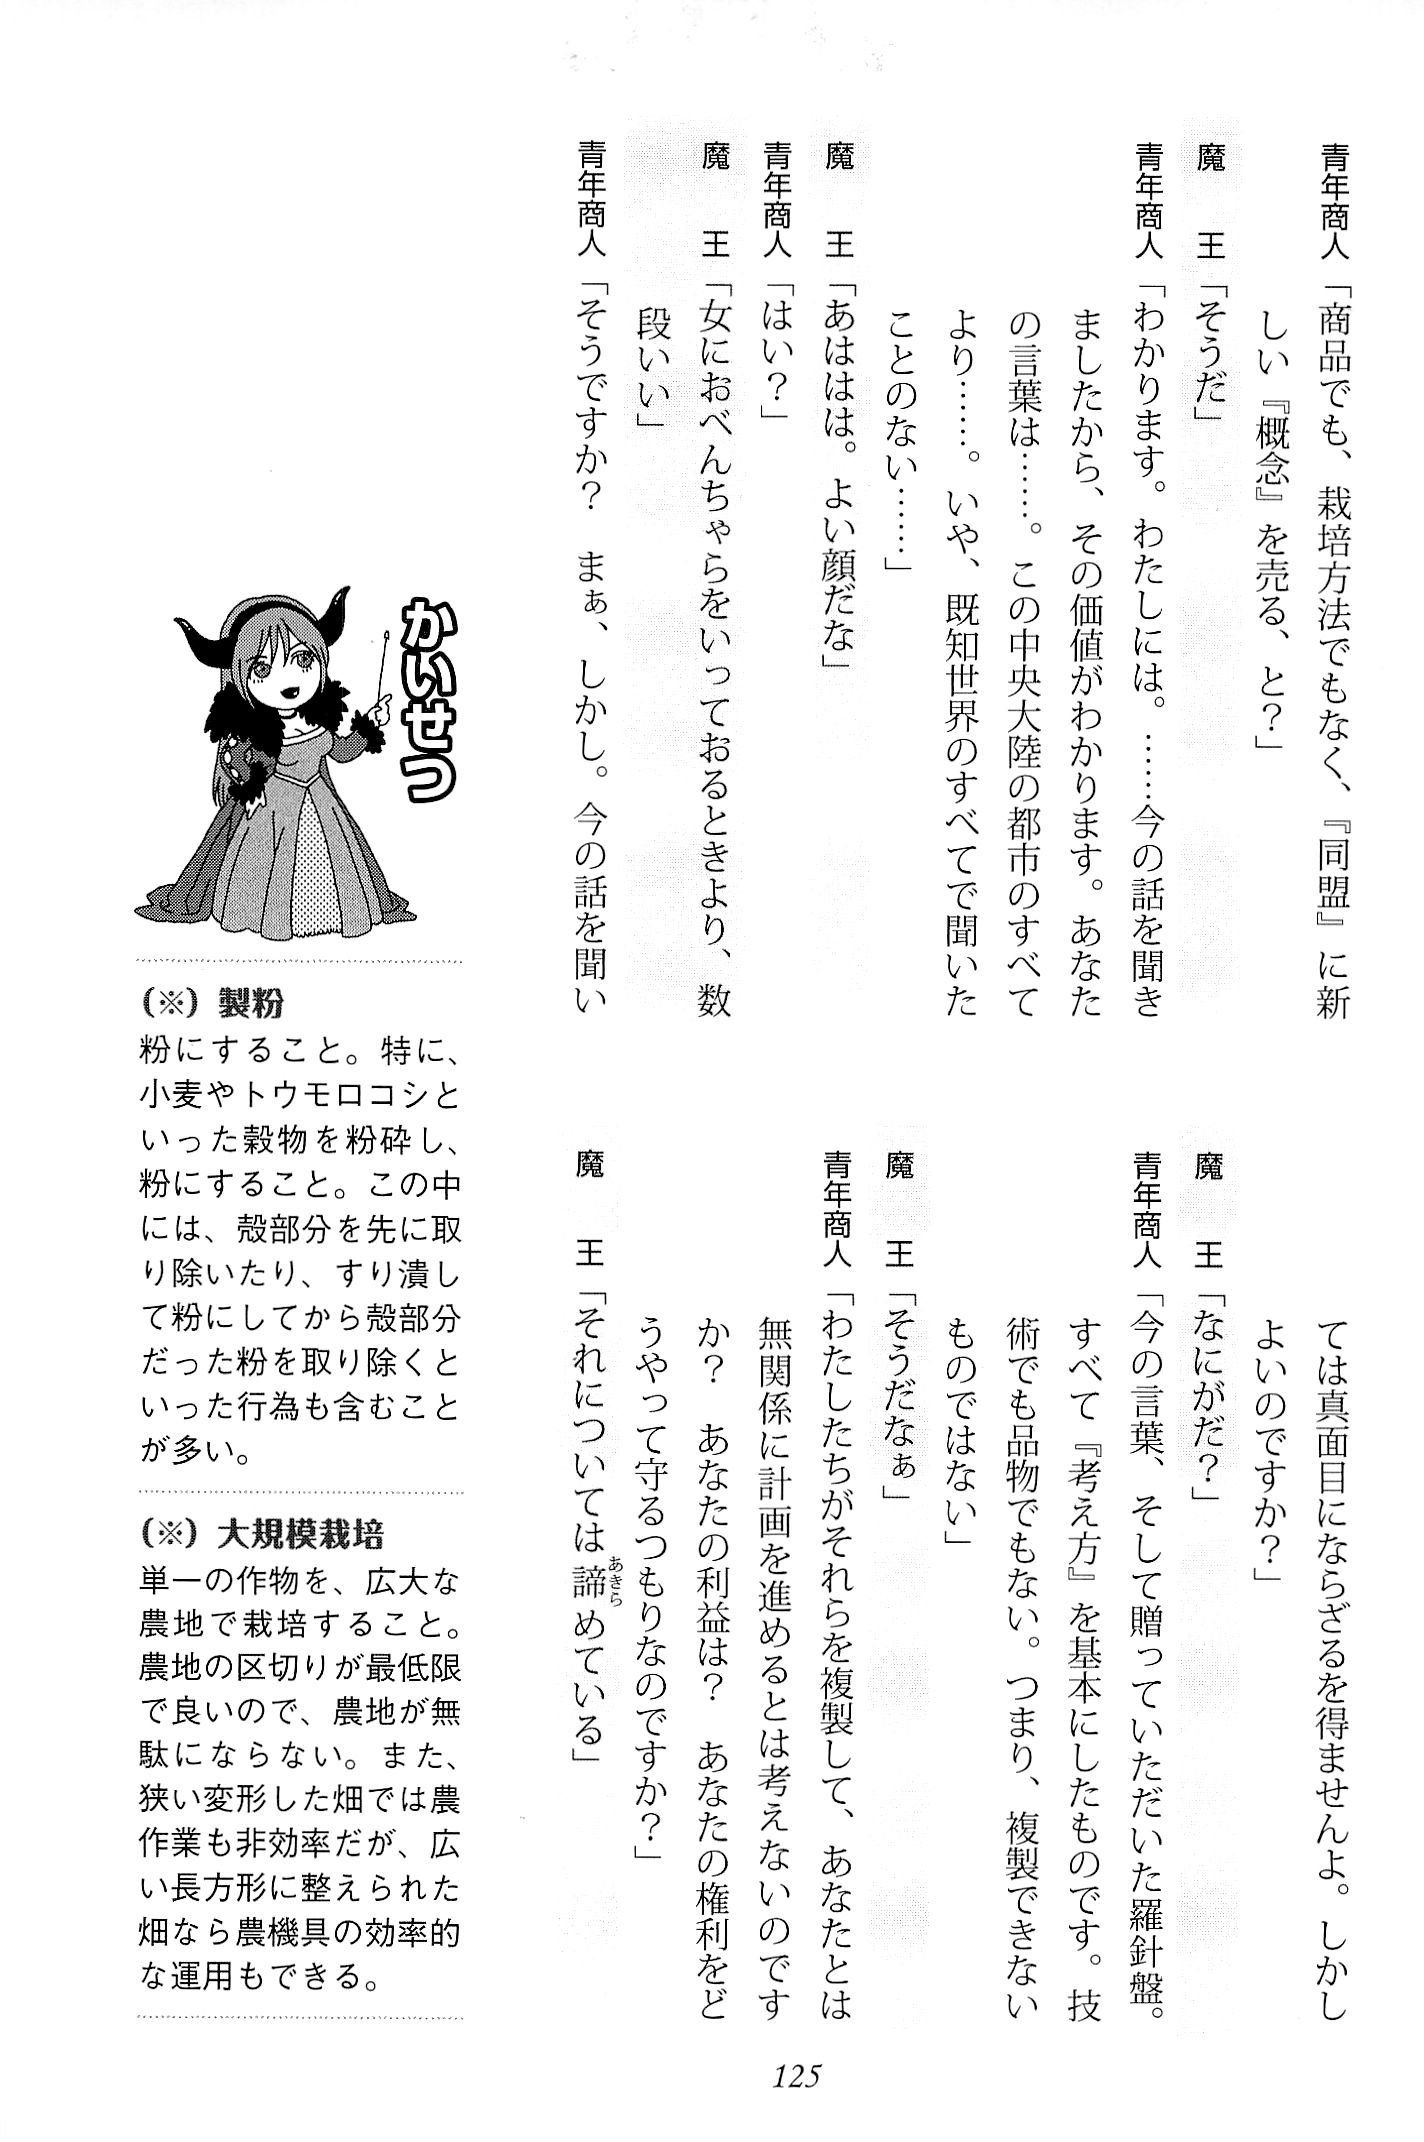 青年商人「商品でも、栽培方法でもなく、『同盟』に新
しい『概念』を売る、と？」
魔　王「そうだ」
青年商人「わかります。わたしには。……今の話を聞き
ましたから、その価値がわかります。あなた
の言葉は……。この中央大陸の都市のすべて
より……。いや、既知世界のすべてで聞いた
ことのない……」
魔　王「あははは。よい顔だな」
青年商人「はい？」
魔　王「女におべんちゃらをいっておるときより、数
段いい」
青年商人「そうですか？　まぁ、しかし。今の話を聞い
ては真面目にならざるを得ませんよ。しかし
よいのですか？」
魔　王「なにがだ？」
青年商人「今の言葉、そして贈っていただいた羅針盤。
すべて『考え方』を基本にしたものです。技
術でも品物でもない。つまり、複製できない
ものではない」
魔　王「そうだなぁ」
青年商人「わたしたちがそれらを複製して、あなたとは
無関係に計画を進めるとは考えないのです
か？　あなたの利益は？　あなたの権利をど
うやって守るつもりなのですか？」
魔　王「それについては諦めている」
あきら
かいせつ
（※）製粉
粉にすること。特に、
小麦やトウモロコシと
いった穀物を粉砕し、
粉にすること。この中
には、殻部分を先に取
り除いたり、すり潰し
て粉にしてから殻部分
だった粉を取り除くと
いった行為も含むこと
が多い。
（※）大規模栽培
単一の作物を、広大な
農地で栽培すること。
農地の区切りが最低限
で良いので、農地が無
駄にならない。また、
狭い変形した畑では農
作業も非効率だが、広
い長方形に整えられた
畑なら農機具の効率的
な運用もできる。
125